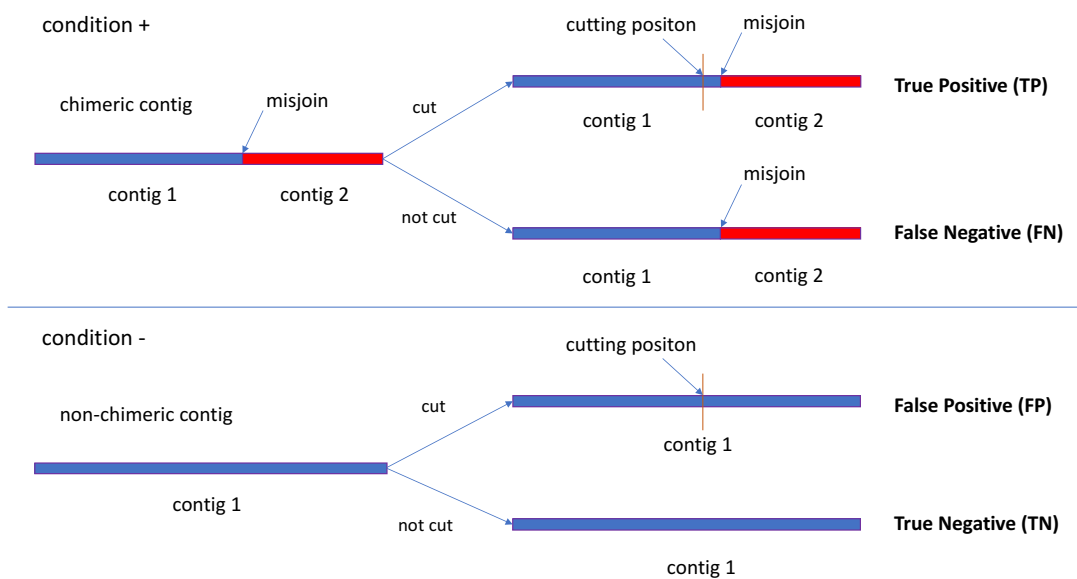 condition +
cutting positon
misjoin
True Positive (TP)
chimeric contig
misjoin
cut
contig 1
contig 2
contig 1
contig 2
not cut
misjoin
False Negative (FN)
contig 1
contig 2
condition -
cutting positon
non-chimeric contig
cut
False Positive (FP)
contig 1
contig 1
not cut
True Negative (TN)
contig 1